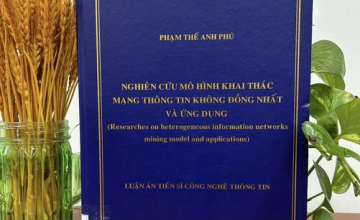 PHẠM THẾ ANH PHÚ
NGHIÊN CỨU MÔ HÌNH KHAI THÁC
MẠNG THÔNG TIN KHÔNG ĐỒNG NHẤT
VÀ ỨNG DỤNG
(Researches on heterogeneous information networks
mining model and applications)
LUẬN ÁN TIẾN SĨ CÔNG NGHỆ THÔNG TIN